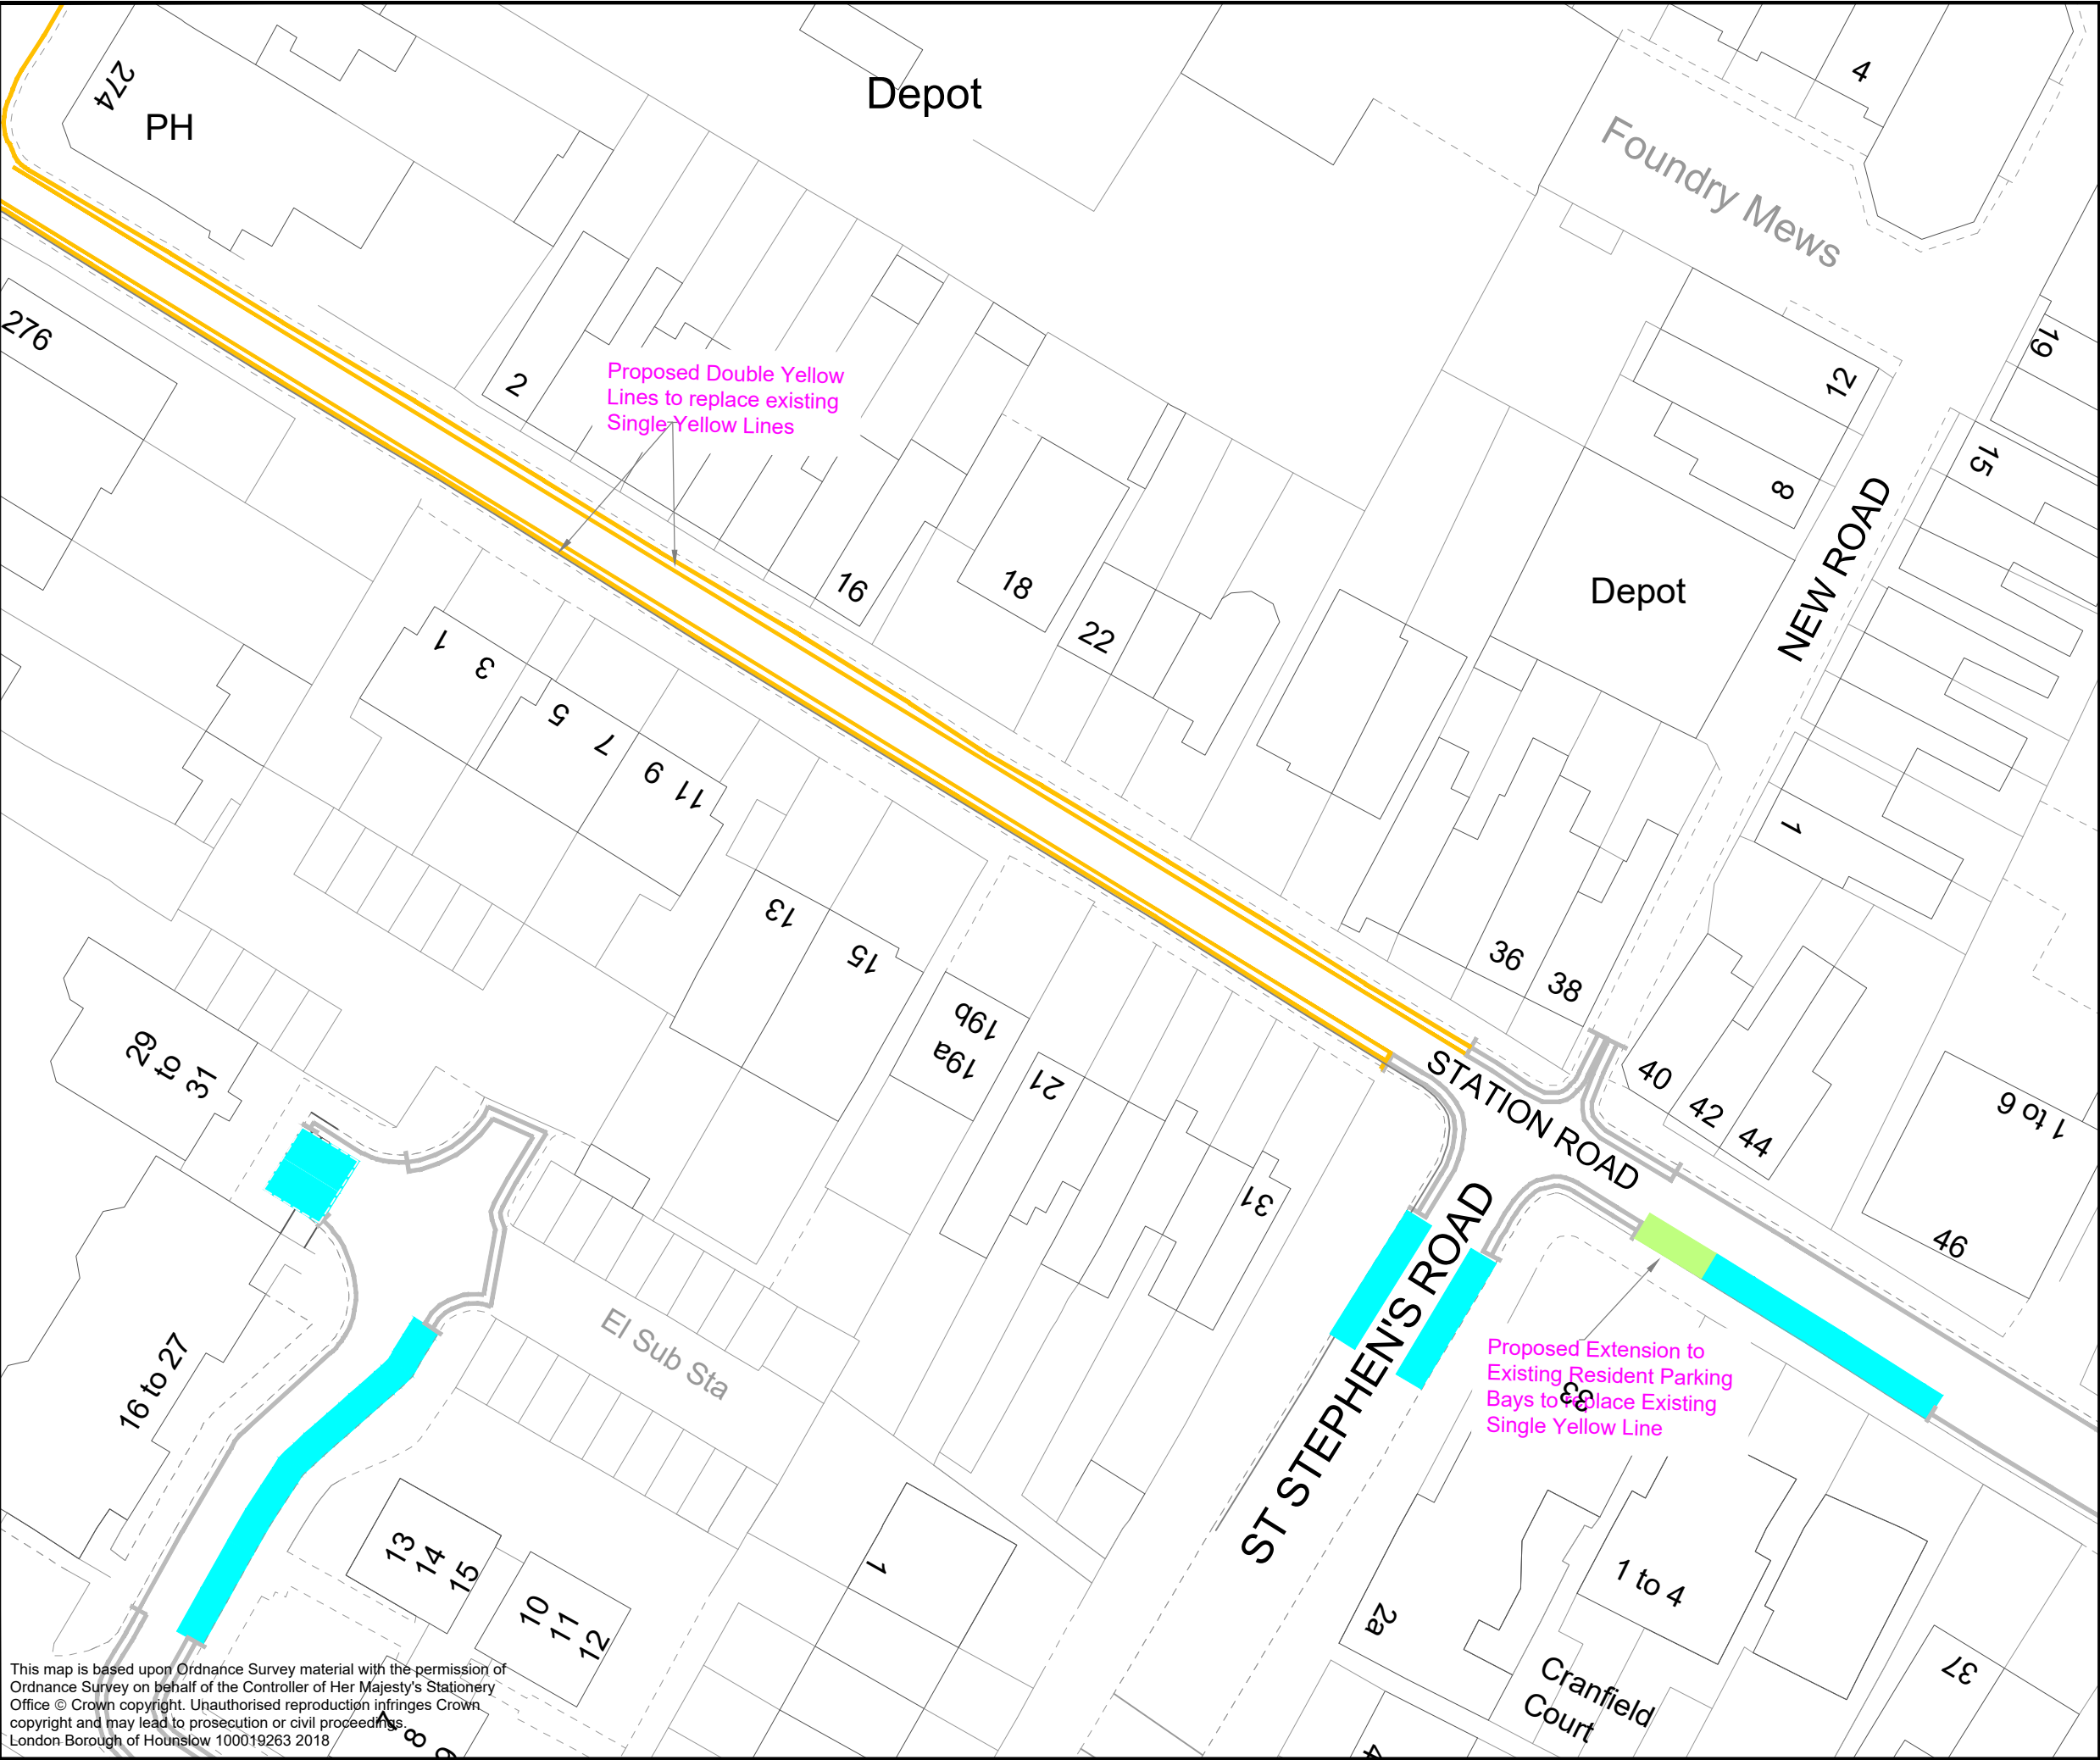 274
PH
Depot
4
Foundry Mews
276
2
Proposed Double Yellow
Lines to replace existing
Single Yellow Lines
16
18
22
12
8
19
15
Depot
NEW ROAD
1
1
3
5
7
9
11
13
15
19b
19a
21
31
36
38
STATION ROAD
40
42
44
1 to 6
46
29
to
31
16 to 27
El Sub Sta
ST STEPHEN'S ROAD
Proposed Extension to
Existing Resident Parking
Bays to replace Existing
Single Yellow Line
33
13
14
15
10
11
12
1
2a
1 to 4
Cranfield
Court
37
4
7
8
9
This map is based upon Ordnance Survey material with the permission of
Ordnance Survey on behalf of the Controller of Her Majesty's Stationery
Office © Crown copyright. Unauthorised reproduction infringes Crown
copyright and may lead to prosecution or civil proceedings.
London Borough of Hounslow 100019263 2018